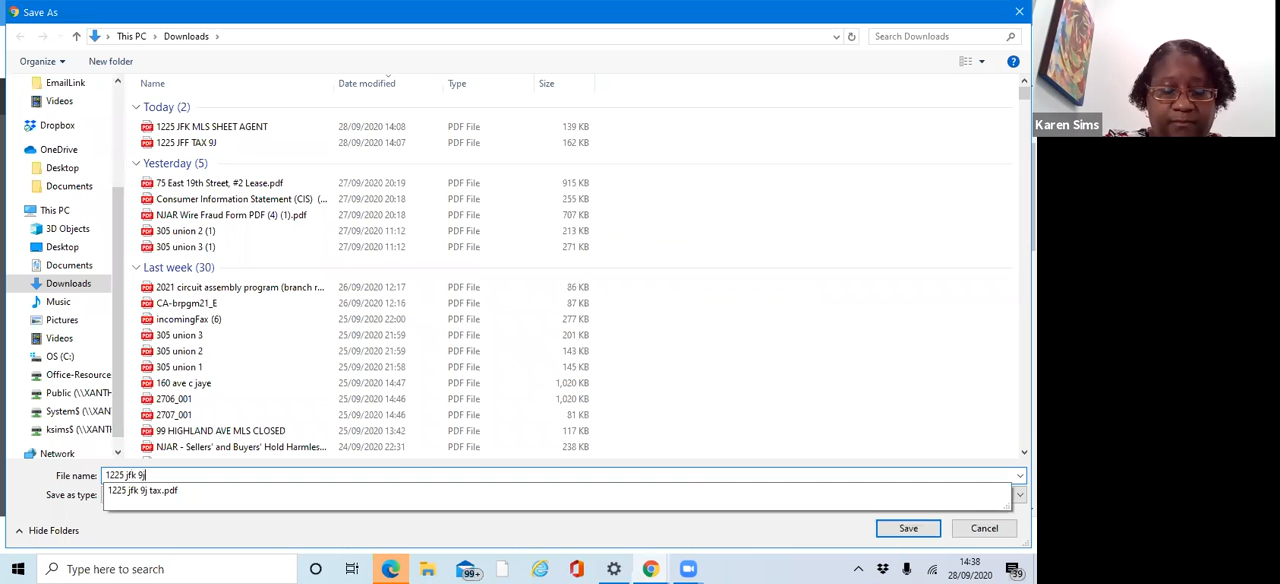 Save As
This PC > Downloads >
Search Downloads
Organize
New folder
EmailLink
Videos
Dropbox
OneDrive
Desktop
Documents
This PC
3D Objects
Desktop
Documents
Downloads
Music
Pictures
Videos
OS (C:)
Office-Resource
Public (\\XANTH
System$ (\\XANTH
ksims$ (\\XANTH
Network
Name Date modified Type Size
Today (2)
1225 JFK MLS SHEET AGENT 28/09/2020 14:08 PDF File 139 KB
1225 JFF TAX 9J 28/09/2020 14:07 PDF File 162 KB
Yesterday (5)
75 East 19th Street, #2 Lease.pdf 27/09/2020 20:19 PDF File 915 KB
Consumer Information Statement (CIS) (... 27/09/2020 20:18 PDF File 255 KB
NJAR Wire Fraud Form PDF (4) (1).pdf 27/09/2020 20:18 PDF File 707 KB
305 union 2 (1) 27/09/2020 11:12 PDF File 213 KB
305 union 3 (1) 27/09/2020 11:12 PDF File 271 KB
Last week (30)
2021 circuit assembly program (branch r... 26/09/2020 12:17 PDF File 86 KB
CA-brpgm21_E 26/09/2020 12:16 PDF File 87 KB
incomingFax (6) 25/09/2020 22:00 PDF File 277 KB
305 union 3 25/09/2020 21:59 PDF File 201 KB
305 union 2 25/09/2020 21:59 PDF File 143 KB
305 union 1 25/09/2020 21:58 PDF File 145 KB
160 ave c jaye 25/09/2020 14:47 PDF File 1,020 KB
2706_001 25/09/2020 14:46 PDF File 1,020 KB
2707_001 25/09/2020 14:46 PDF File 81 KB
99 HIGHLAND AVE MLS CLOSED 25/09/2020 13:42 PDF File 117 KB
NJAR - Sellers' and Buyers' Hold Harmless... 24/09/2020 22:31 PDF File 238 KB
File name: 1225 jfk 9j
1225 jfk 9j tax.pdf
Save as type:
Hide Folders
Save
Cancel
Type here to search
99+
14:38
28/09/2020
39
Karen Sims